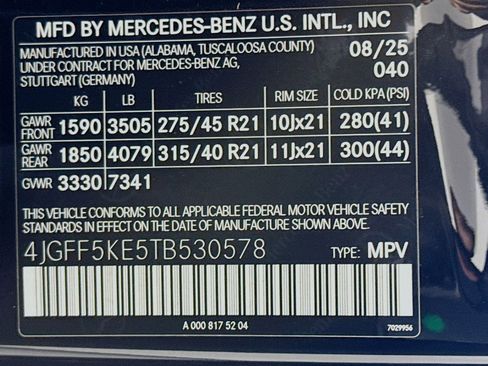 MFD BY MERCEDES-BENZ U.S. INTL., INC
MANUFACTURED IN USA (ALABAMA, TUSCALOOSA COUNTY) 08/25
UNDER CONTRACT FOR MERCEDES-BENZ AG, 040
STUTTGART (GERMANY)
KG LB TIRES RIM SIZE COLD KPA (PSI)
GAWR FRONT 1590 3505 275/45 R21 10Jx21 280(41)
GAWR REAR 1850 4079 315/40 R21 11Jx21 300(44)
GVWR 3330 7341
THIS VEHICLE CONFORMS TO ALL APPLICABLE FEDERAL MOTOR VEHICLE SAFETY
STANDARDS IN EFFECT ON THE DATE OF MANUFACTURE SHOWN ABOVE.
4JGFF5KE5TB530578 TYPE: MPV
A 000 817 52 04
7029956